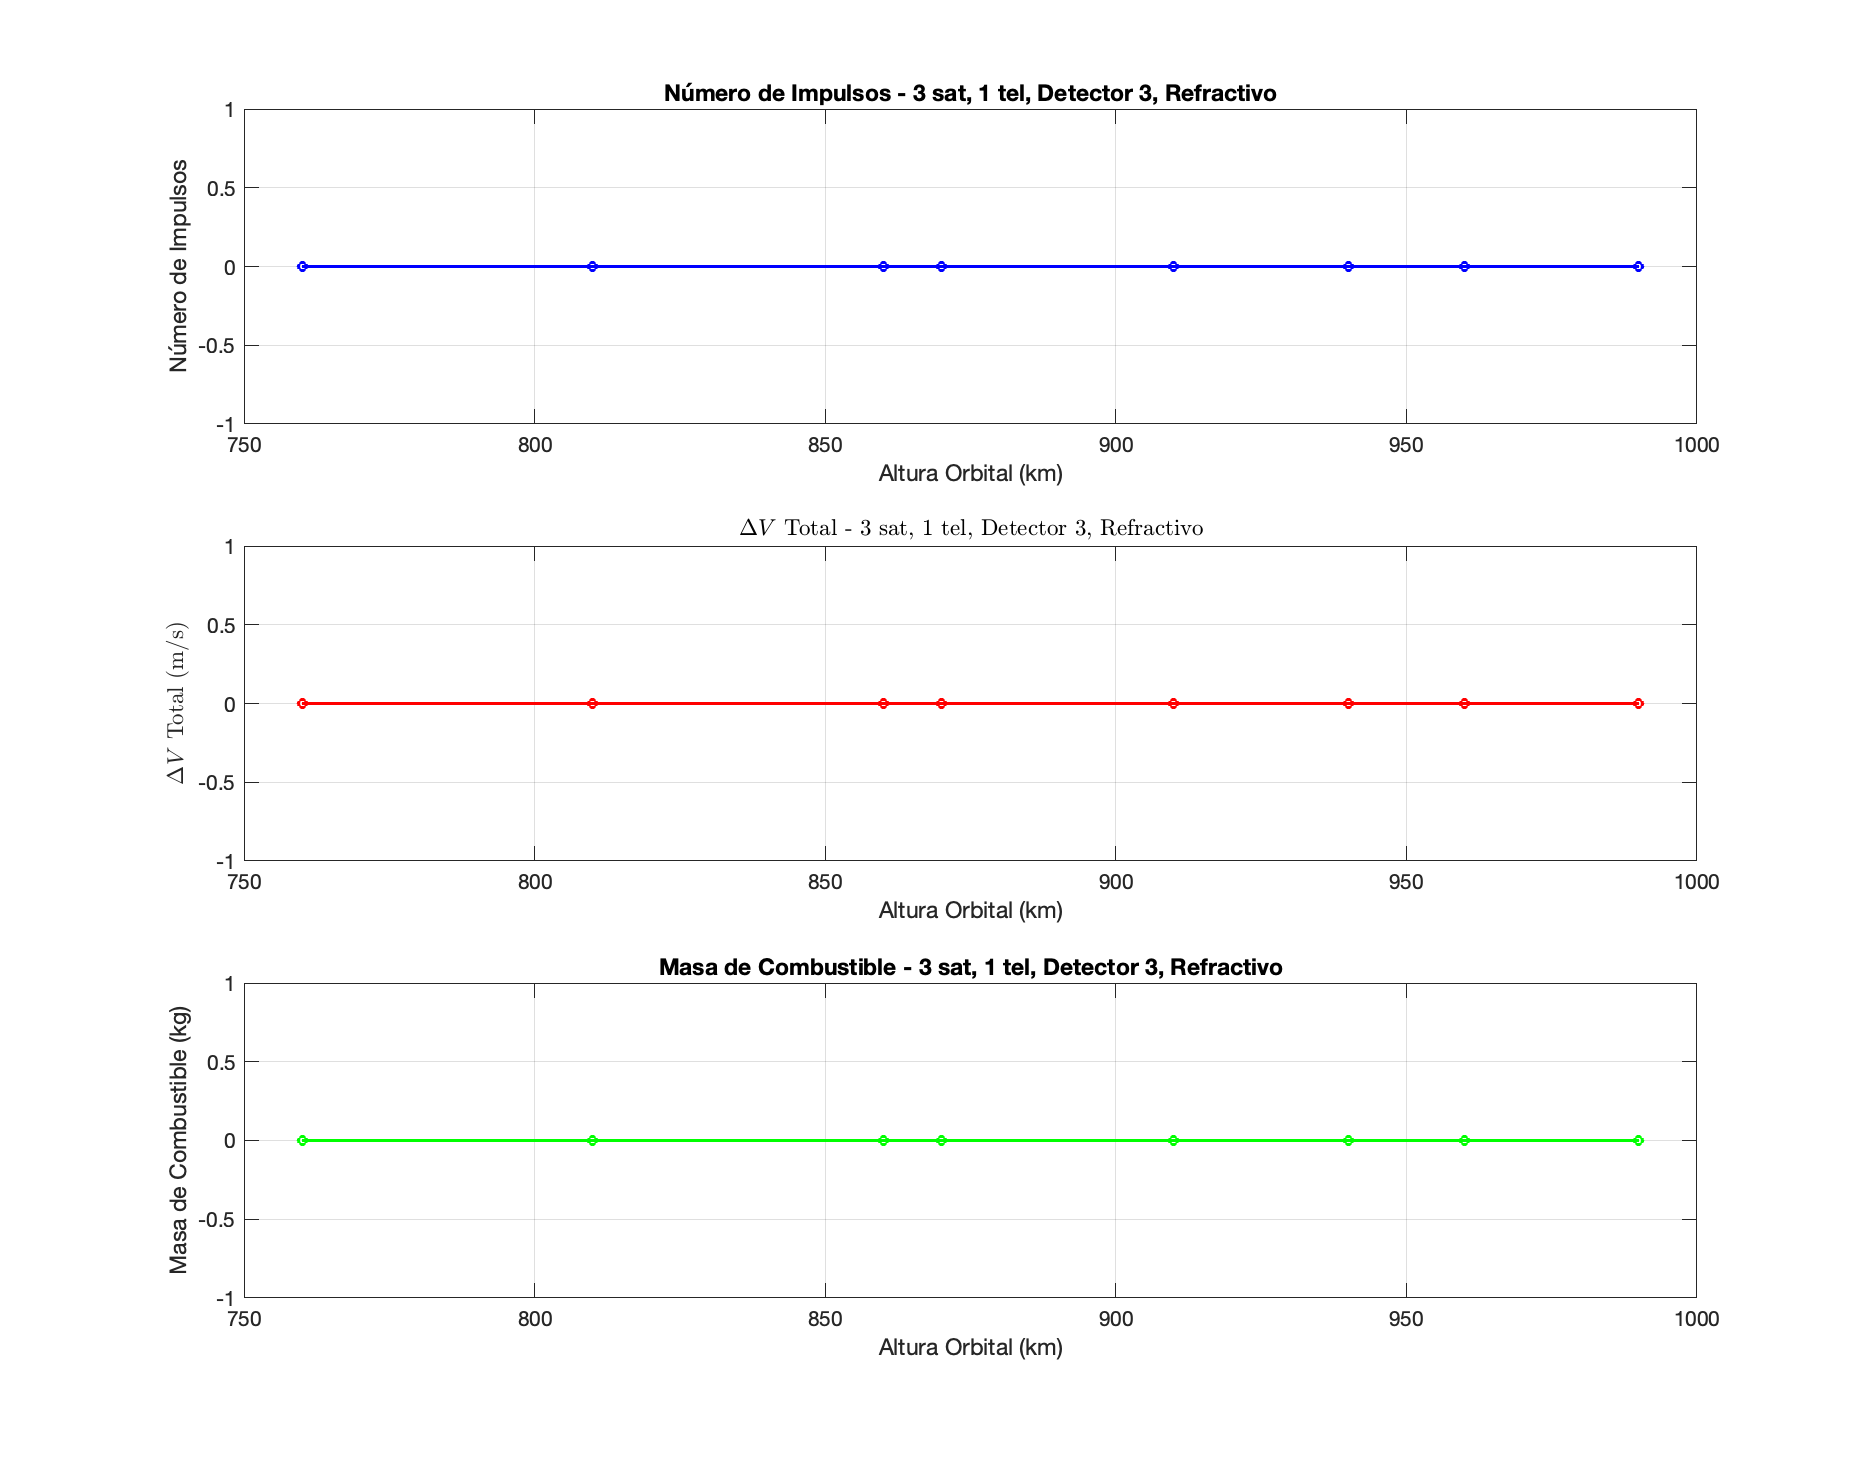 Número de Impulsos - 3 sat, 1 tel, Detector 3, Refractivo
1
0.5
0
-0.5
-1
Número de Impulsos
750 800 850 900 950 1000
Altura Orbital (km)
ΔV Total - 3 sat, 1 tel, Detector 3, Refractivo
1
0.5
0
-0.5
-1
ΔV Total (m/s)
750 800 850 900 950 1000
Altura Orbital (km)
Masa de Combustible - 3 sat, 1 tel, Detector 3, Refractivo
1
0.5
0
-0.5
-1
Masa de Combustible (kg)
750 800 850 900 950 1000
Altura Orbital (km)